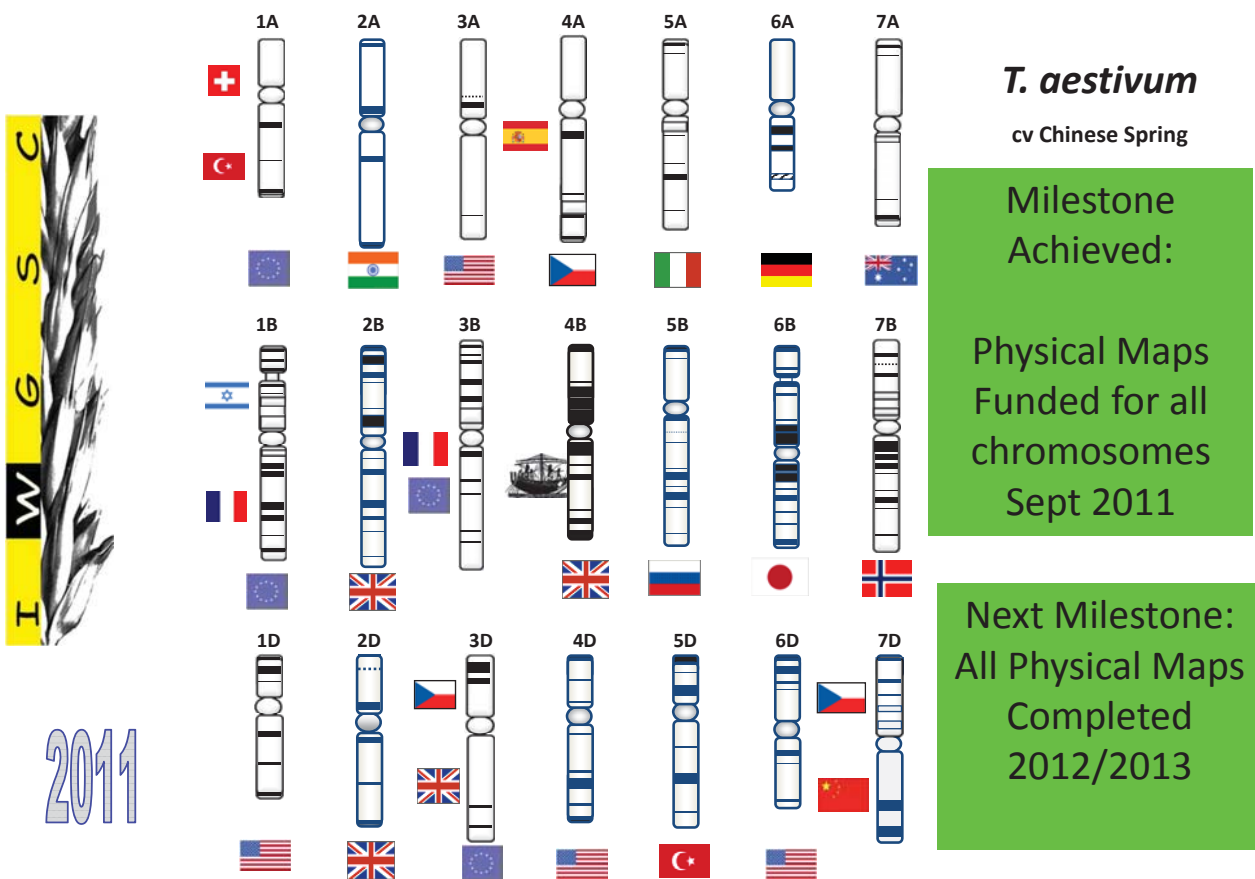 1A 2A 3A 4A 5A 6A 7A
T. aestivum
cv Chinese Spring
I W G S C
Milestone
Achieved:
Physical Maps
Funded for all
chromosomes
Sept 2011
1B 2B 3B 4B 5B 6B 7B
Next Milestone:
All Physical Maps
Completed
2012/2013
1D 2D 3D 4D 5D 6D 7D
2011